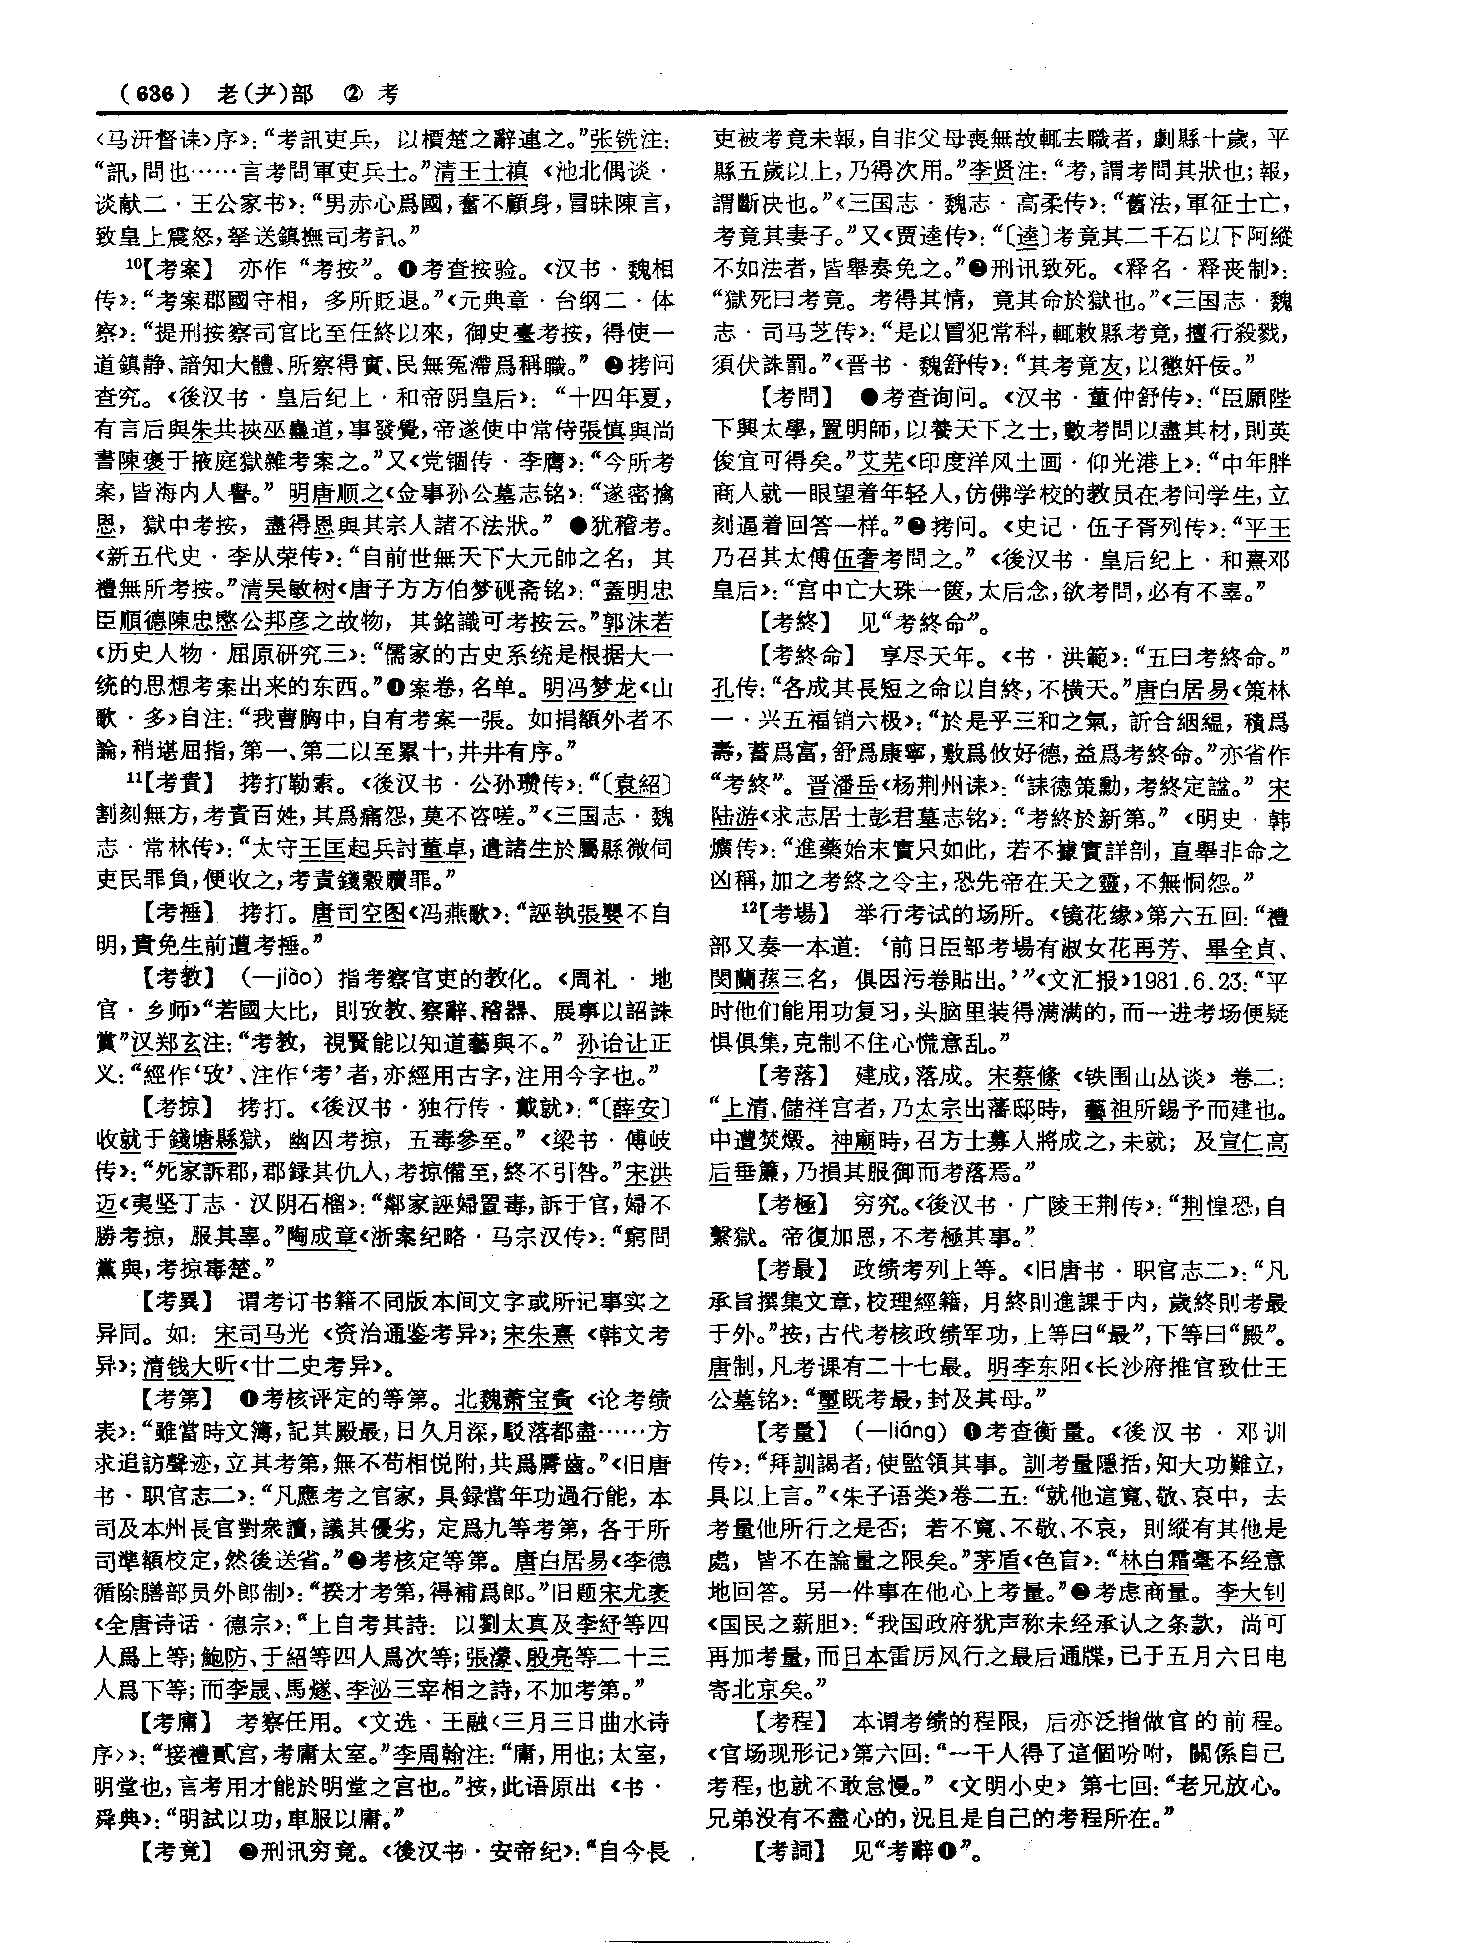 (636) 老(耂)部 ② 考
〈马汧督诔〉序》：“考訊吏兵，以檟楚之辭連之。”张铣注：
“訊，問也……言考問軍吏兵士。”清王士禛《池北偶谈·
谈献二·王公家书》：“男赤心爲國，奮不顧身，冒昧陳言，
致皇上震怒，拏送鎮撫司考訊。”
10【考案】 亦作“考按”。❶考查按验。《汉书·魏相
传》：“考案郡國守相，多所貶退。”《元典章·台纲二·体
察》：“提刑按察司官比至任終以來，御史臺考按，得使一
道鎮静、諳知大體、所察得實、民無冤滯爲稱職。”❷拷问
查究。《後汉书·皇后纪上·和帝阴皇后》：“十四年夏，
有言后與朱共挾巫蠱道，事發覺，帝遂使中常侍張慎與尚
書陳褒于掖庭獄雜考案之。”又《党锢传·李膺》：“今所考
案，皆海内人譽。”明唐顺之《佥事孙公墓志铭》：“遂密擒
恩，獄中考按，盡得恩與其宗人諸不法狀。”●犹稽考。
《新五代史·李从荣传》：“自前世無天下大元帥之名，其
禮無所考按。”清吴敏树《唐子方方伯梦砚斋铭》：“蓋明忠
臣順德陳忠愍公邦彦之故物，其銘識可考按云。”郭沫若
《历史人物·屈原研究三》：“儒家的古史系统是根据大一
统的思想考案出来的东西。”❹案卷，名单。明冯梦龙《山
歌·多》自注：“我曹胸中，自有考案一張。如捐額外者不
論，稍堪屈指，第一、第二以至累十，井井有序。”
11【考責】 拷打勒索。《後汉书·公孙瓒传》：“〔袁紹〕
割刻無方，考責百姓，其爲痛怨，莫不咨嗟。”《三国志·魏
志·常林传》：“太守王匡起兵討董卓，遣諸生於屬縣微伺
吏民罪負，便收之，考責錢穀贖罪。”
【考捶】 拷打。唐司空图《冯燕歌》：“誣執張嬰不自
明，貴免生前遭考捶。”
【考教】 (—jiào) 指考察官吏的教化。《周礼·地
官·乡师》“若國大比，則攷教、察辭、稽器、展事以詔誅
賞”汉郑玄注：“考教，視賢能以知道藝與不。”孙诒让正
义：“經作‘攷’、注作‘考’者，亦經用古字，注用今字也。”
【考掠】 拷打。《後汉书·独行传·戴就》：“〔薛安〕
收就于錢塘縣獄，幽囚考掠，五毒參至。”《梁书·傅岐
传》：“死家訴郡，郡録其仇人，考掠備至，終不引咎。”宋洪
迈《夷坚丁志·汉阴石榴》：“鄰家誣婦置毒，訴于官，婦不
勝考掠，服其辜。”陶成章《浙案纪略·马宗汉传》：“窮問
黨與，考掠毒楚。”
【考異】 谓考订书籍不同版本间文字或所记事实之
异同。如：宋司马光《资治通鉴考异》；宋朱熹《韩文考
异》；清钱大昕《廿二史考异》。
【考第】 ❶考核评定的等第。北魏萧宝夤《论考绩
表》：“雖當時文簿，記其殿最，日久月深，駁落都盡……方
求追訪聲迹，立其考第，無不苟相悦附，共爲脣齒。”《旧唐
书·职官志二》：“凡應考之官家，具録當年功過行能，本
司及本州長官對衆讀，議其優劣，定爲九等考第，各于所
司準額校定，然後送省。”❷考核定等第。唐白居易《李德
循除膳部员外郎制》：“揆才考第，得補爲郎。”旧题宋尤袤
《全唐诗话·德宗》：“上自考其詩：以劉太真及李紓等四
人爲上等；鮑防、于紹等四人爲次等；張濛、殷亮等二十三
人爲下等；而李晟、馬燧、李泌三宰相之詩，不加考第。”
【考庸】 考察任用。《文选·王融〈三月三日曲水诗
序〉》：“接禮貳宫，考庸太室。”李周翰注：“庸，用也；太室，
明堂也，言考用才能於明堂之宫也。”按，此语原出《书·
舜典》：“明試以功，車服以庸。”
【考竟】 ❶刑讯穷竟。《後汉书·安帝纪》：“自今長
吏被考竟未報，自非父母喪無故輒去職者，劇縣十歲，平
縣五歲以上，乃得次用。”李贤注：“考，謂考問其狀也；報，
謂斷决也。”《三国志·魏志·高柔传》：“舊法，軍征士亡，
考竟其妻子。”又《贾逵传》：“〔逵〕考竟其二千石以下阿縱
不如法者，皆舉奏免之。”❷刑讯致死。《释名·释丧制》：
“獄死曰考竟。考得其情，竟其命於獄也。”《三国志·魏
志·司马芝传》：“是以冒犯常科，輒敕縣考竟，擅行殺戮，
須伏誅罰。”《晋书·魏舒传》：“其考竟友，以懲奸佞。”
【考問】 ●考查询问。《汉书·董仲舒传》：“臣願陛
下興太學，置明師，以養天下之士，數考問以盡其材，則英
俊宜可得矣。”艾芜《印度洋风土画·仰光港上》：“中年胖
商人就一眼望着年轻人，仿佛学校的教员在考问学生，立
刻逼着回答一样。”❷拷问。《史记·伍子胥列传》：“平王
乃召其太傅伍奢考問之。”《後汉书·皇后纪上·和熹邓
皇后》：“宫中亡大珠一篋，太后念，欲考問，必有不辜。”
【考終】 见“考終命”。
【考終命】 享尽天年。《书·洪範》：“五曰考終命。”
孔传：“各成其長短之命以自終，不横夭。”唐白居易《策林
一·兴五福销六极》：“於是乎三和之氣，訢合絪緼，積爲
壽，蓄爲富，舒爲康寧，敷爲攸好德，益爲考終命。”亦省作
“考終”。晋潘岳《杨荆州诔》：“誄德策勳，考終定謚。”宋
陆游《求志居士彭君墓志铭》：“考終於新第。”《明史·韩
爌传》：“進藥始末實只如此，若不據實詳剖，直舉非命之
凶稱，加之考終之令主，恐先帝在天之靈，不無恫怨。”
12【考場】 举行考试的场所。《镜花缘》第六五回：“禮
部又奏一本道：‘前日臣部考場有淑女花再芳、畢全貞、
閔蘭蓀三名，俱因污卷貼出。’”《文汇报》1981.6.23：“平
时他们能用功复习，头脑里装得满满的，而一进考场便疑
惧俱集，克制不住心慌意乱。”
【考落】 建成，落成。宋蔡絛《铁围山丛谈》卷二：
“上清、儲祥宫者，乃太宗出藩邸時，藝祖所錫予而建也。
中遭焚燬。神廟時，召方士募人將成之，未就；及宣仁高
后垂簾，乃損其服御而考落焉。”
【考極】 穷究。《後汉书·广陵王荆传》：“荆惶恐，自
繫獄。帝復加恩，不考極其事。”
【考最】 政绩考列上等。《旧唐书·职官志二》：“凡
承旨撰集文章，校理經籍，月終則進課于内，歲終則考最
于外。”按，古代考核政绩军功，上等曰“最”，下等曰“殿”。
唐制，凡考课有二十七最。明李东阳《长沙府推官致仕王
公墓铭》：“璽既考最，封及其母。”
【考量】 (—liáng) ❶考查衡量。《後汉书·邓训
传》：“拜訓謁者，使監領其事。訓考量隱括，知大功難立，
具以上言。”《朱子语类》卷二五：“就他這寬、敬、哀中，去
考量他所行之是否；若不寬、不敬、不哀，則縱有其他是
處，皆不在論量之限矣。”茅盾《色盲》：“林白霜毫不经意
地回答。另一件事在他心上考量。”❷考虑商量。李大钊
《国民之薪胆》：“我国政府犹声称未经承认之条款，尚可
再加考量，而日本雷厉风行之最后通牒，已于五月六日电
寄北京矣。”
【考程】 本谓考绩的程限，后亦泛指做官的前程。
《官场现形记》第六回：“一干人得了這個吩咐，關係自己
考程，也就不敢怠慢。”《文明小史》第七回：“老兄放心。
兄弟没有不盡心的，況且是自己的考程所在。”
【考詞】 见“考辭❶”。